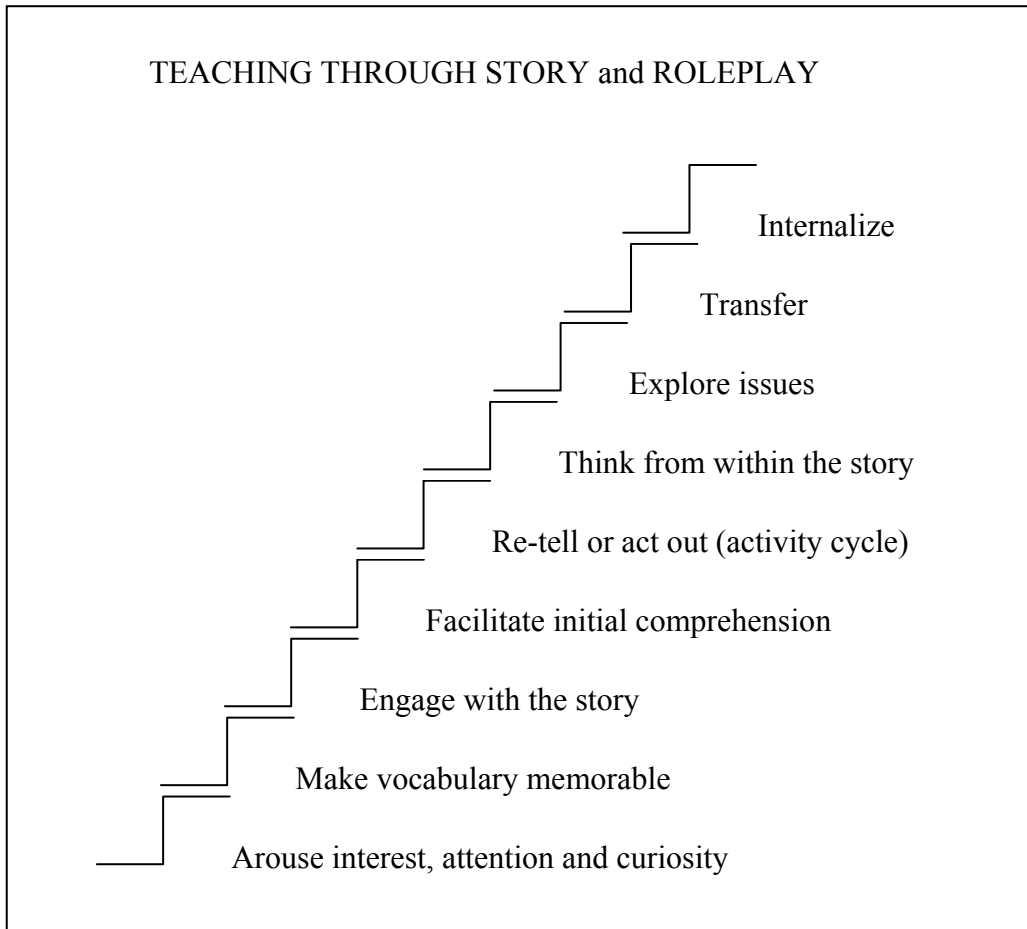 TEACHING THROUGH STORY and ROLEPLAY
Internalize
Transfer
Explore issues
Think from within the story
Re-tell or act out (activity cycle)
Facilitate initial comprehension
Engage with the story
Make vocabulary memorable
Arouse interest, attention and curiosity